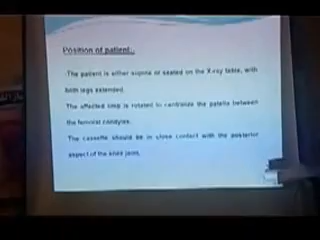 Position of patient:.
-The patient is either supine or seated on the X-ray table, with
both legs extended.
-The affected limb is rotated to centralize the patella between
the femoral condyles.
-The cassette should be in close contact with the posterior
aspect of the knee joint.